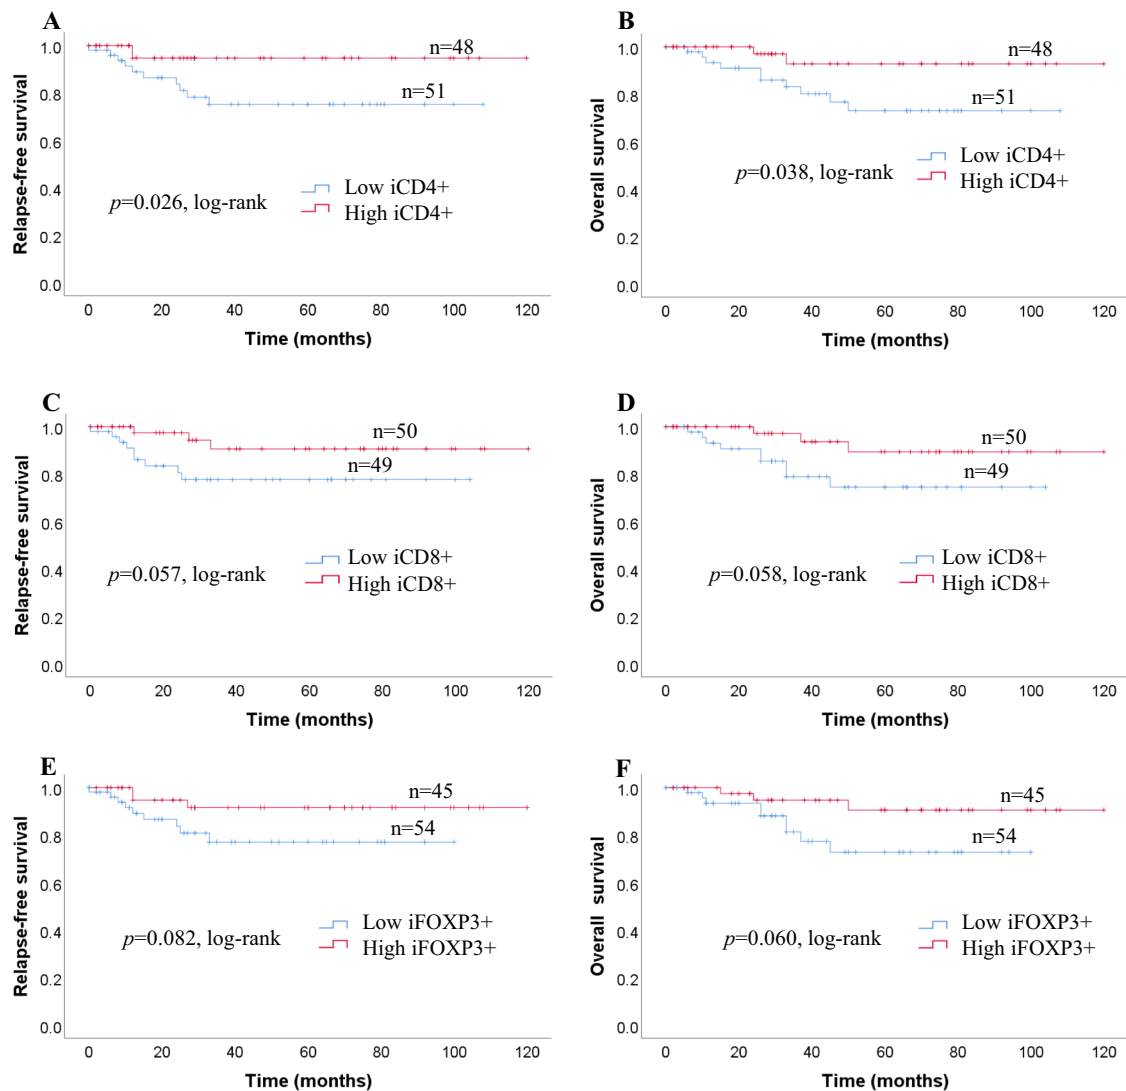 A
Relapse-free survival
1.0
0.8
0.6
0.4
0.2
0.0
n=48
n=51
p=0.026, log-rank
Low iCD4+
High iCD4+
0 20 40 60 80 100 120
Time (months)
B
Overall survival
1.0
0.8
0.6
0.4
0.2
0.0
n=48
n=51
p=0.038, log-rank
Low iCD4+
High iCD4+
0 20 40 60 80 100 120
Time (months)
C
Relapse-free survival
1.0
0.8
0.6
0.4
0.2
0.0
n=50
n=49
p=0.057, log-rank
Low iCD8+
High iCD8+
0 20 40 60 80 100 120
Time (months)
D
Overall survival
1.0
0.8
0.6
0.4
0.2
0.0
n=50
n=49
p=0.058, log-rank
Low iCD8+
High iCD8+
0 20 40 60 80 100 120
Time (months)
E
Relapse-free survival
1.0
0.8
0.6
0.4
0.2
0.0
n=45
n=54
p=0.082, log-rank
Low iFOXP3+
High iFOXP3+
0 20 40 60 80 100 120
Time (months)
F
Overall survival
1.0
0.8
0.6
0.4
0.2
0.0
n=45
n=54
p=0.060, log-rank
Low iFOXP3+
High iFOXP3+
0 20 40 60 80 100 120
Time (months)